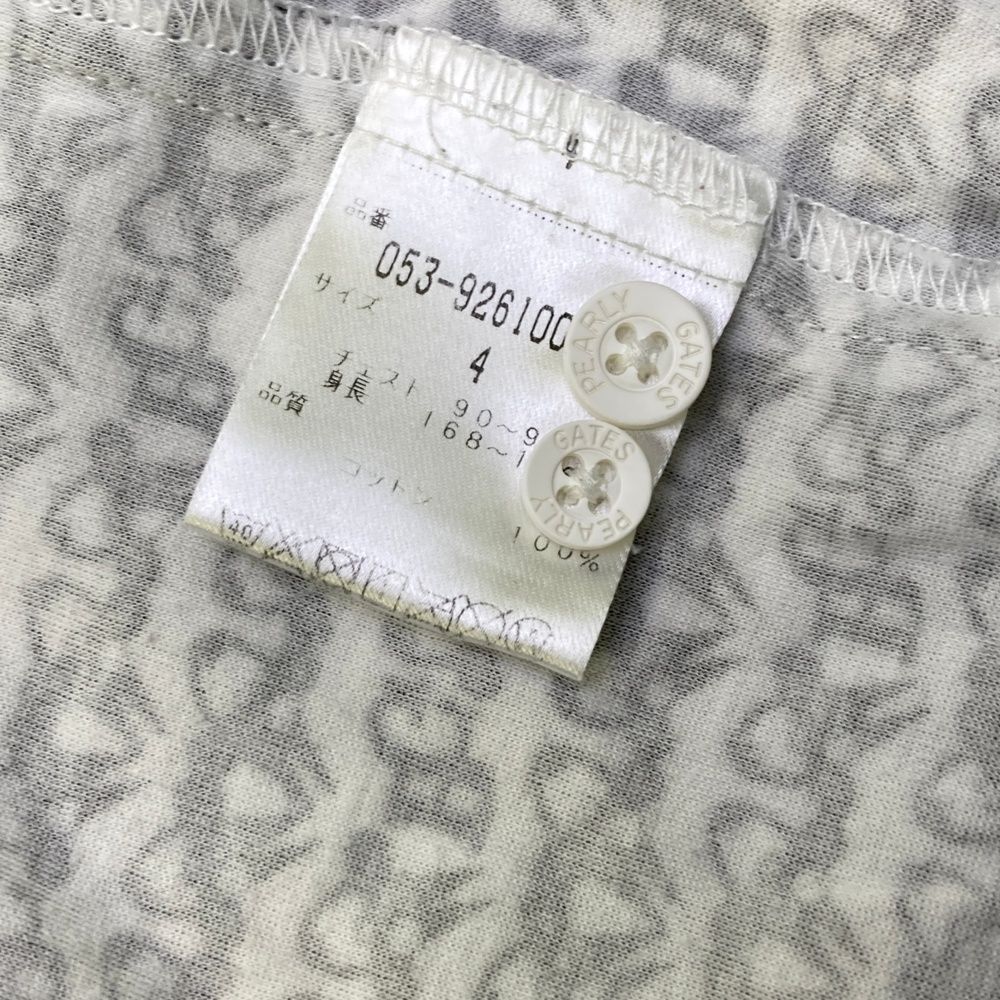 品番
053-926100
サイズ
4
チェスト 90~9
身長 168~1
品質
コットン
100%
PEARLY GATES
PEARLY GATES